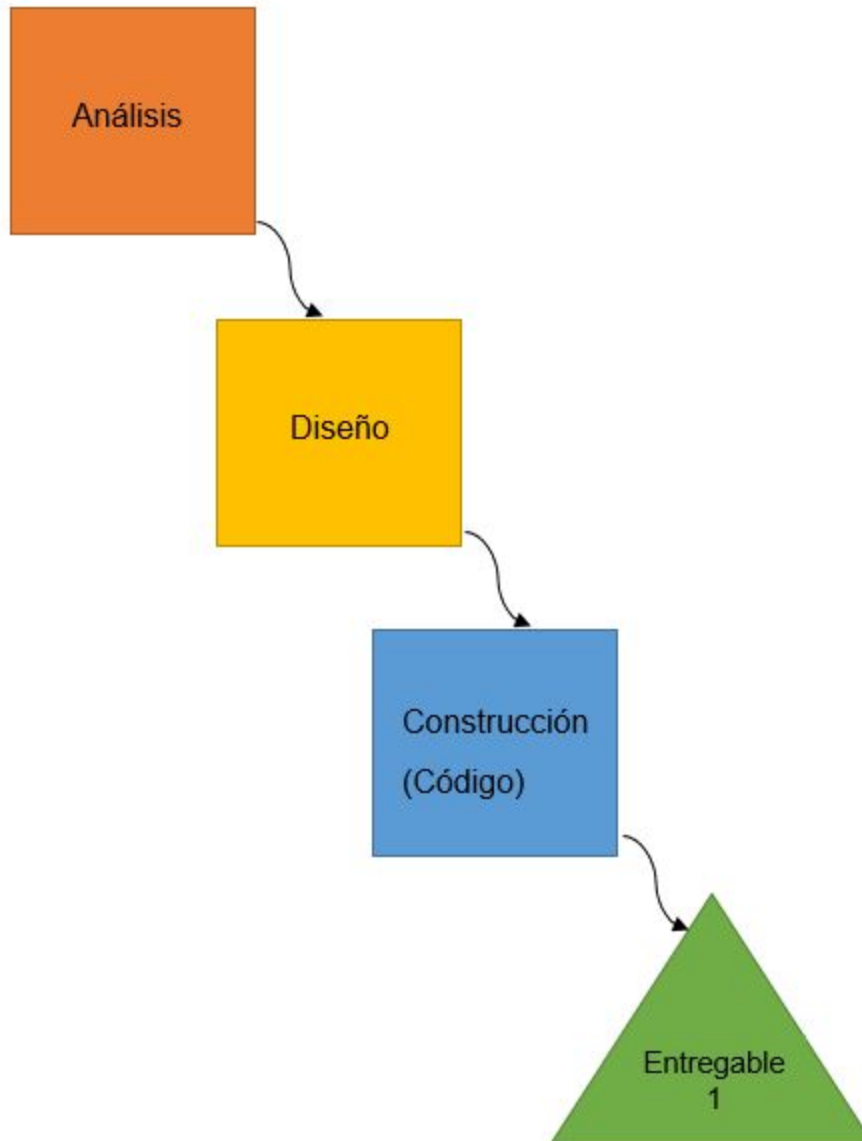 Análisis
Diseño
Construcción
(Código)
Entregable
1